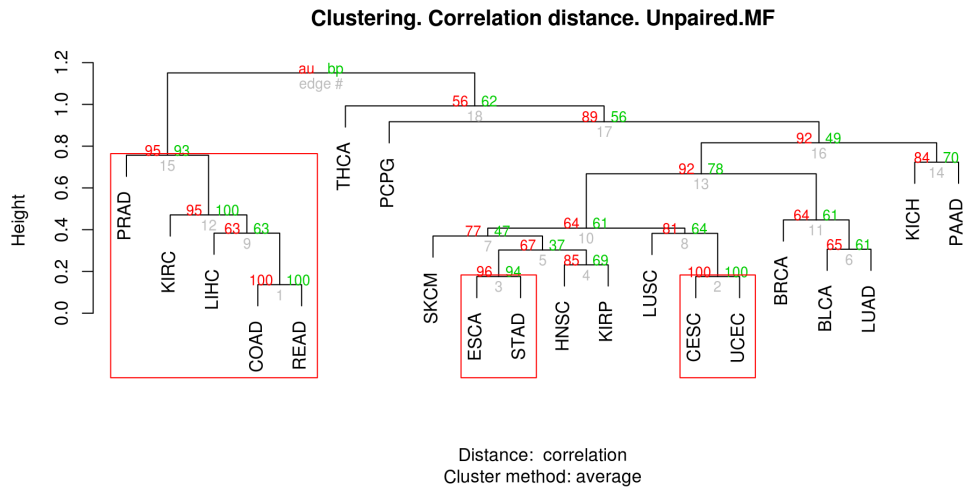 Clustering. Correlation distance. Unpaired.MF
Height
1.2
1.0
0.8
0.6
0.4
0.2
0.0
au bp
edge #
56 62
18
89 56
17
92 49
16
95 93
15
84 70
14
92 78
13
95 100
12
64 61
11
64 61
10
63 63
9
81 64
8
77 47
7
65 61
6
67 37
5
85 69
4
96 94
3
100 100
2
100 100
1
PRAD
KIRC
LIHC
COAD
READ
THCA
PCPG
SKCM
ESCA
STAD
HNSC
KIRP
LUSC
CESC
UCEC
BRCA
BLCA
LUAD
KICH
PAAD
Distance: correlation
Cluster method: average